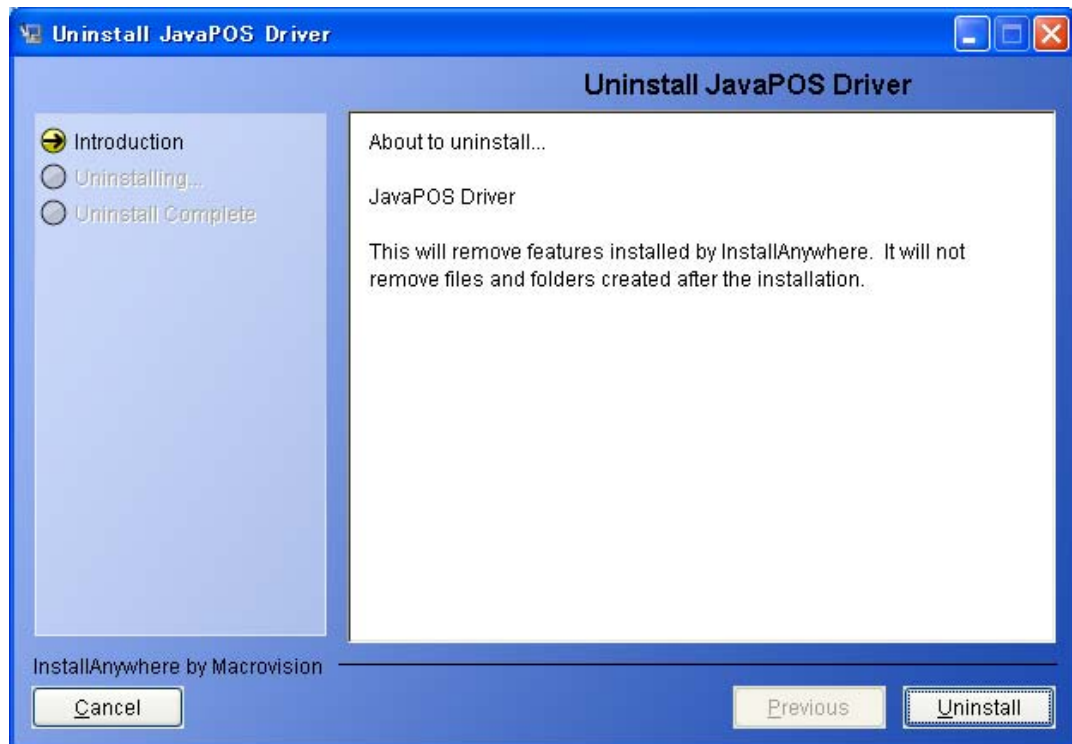 Uninstall JavaPOS Driver
Uninstall JavaPOS Driver
Introduction
Uninstalling...
Uninstall Complete
About to uninstall...
JavaPOS Driver
This will remove features installed by InstallAnywhere.  It will not
remove files and folders created after the installation.
InstallAnywhere by Macrovision
Cancel
Previous
Uninstall